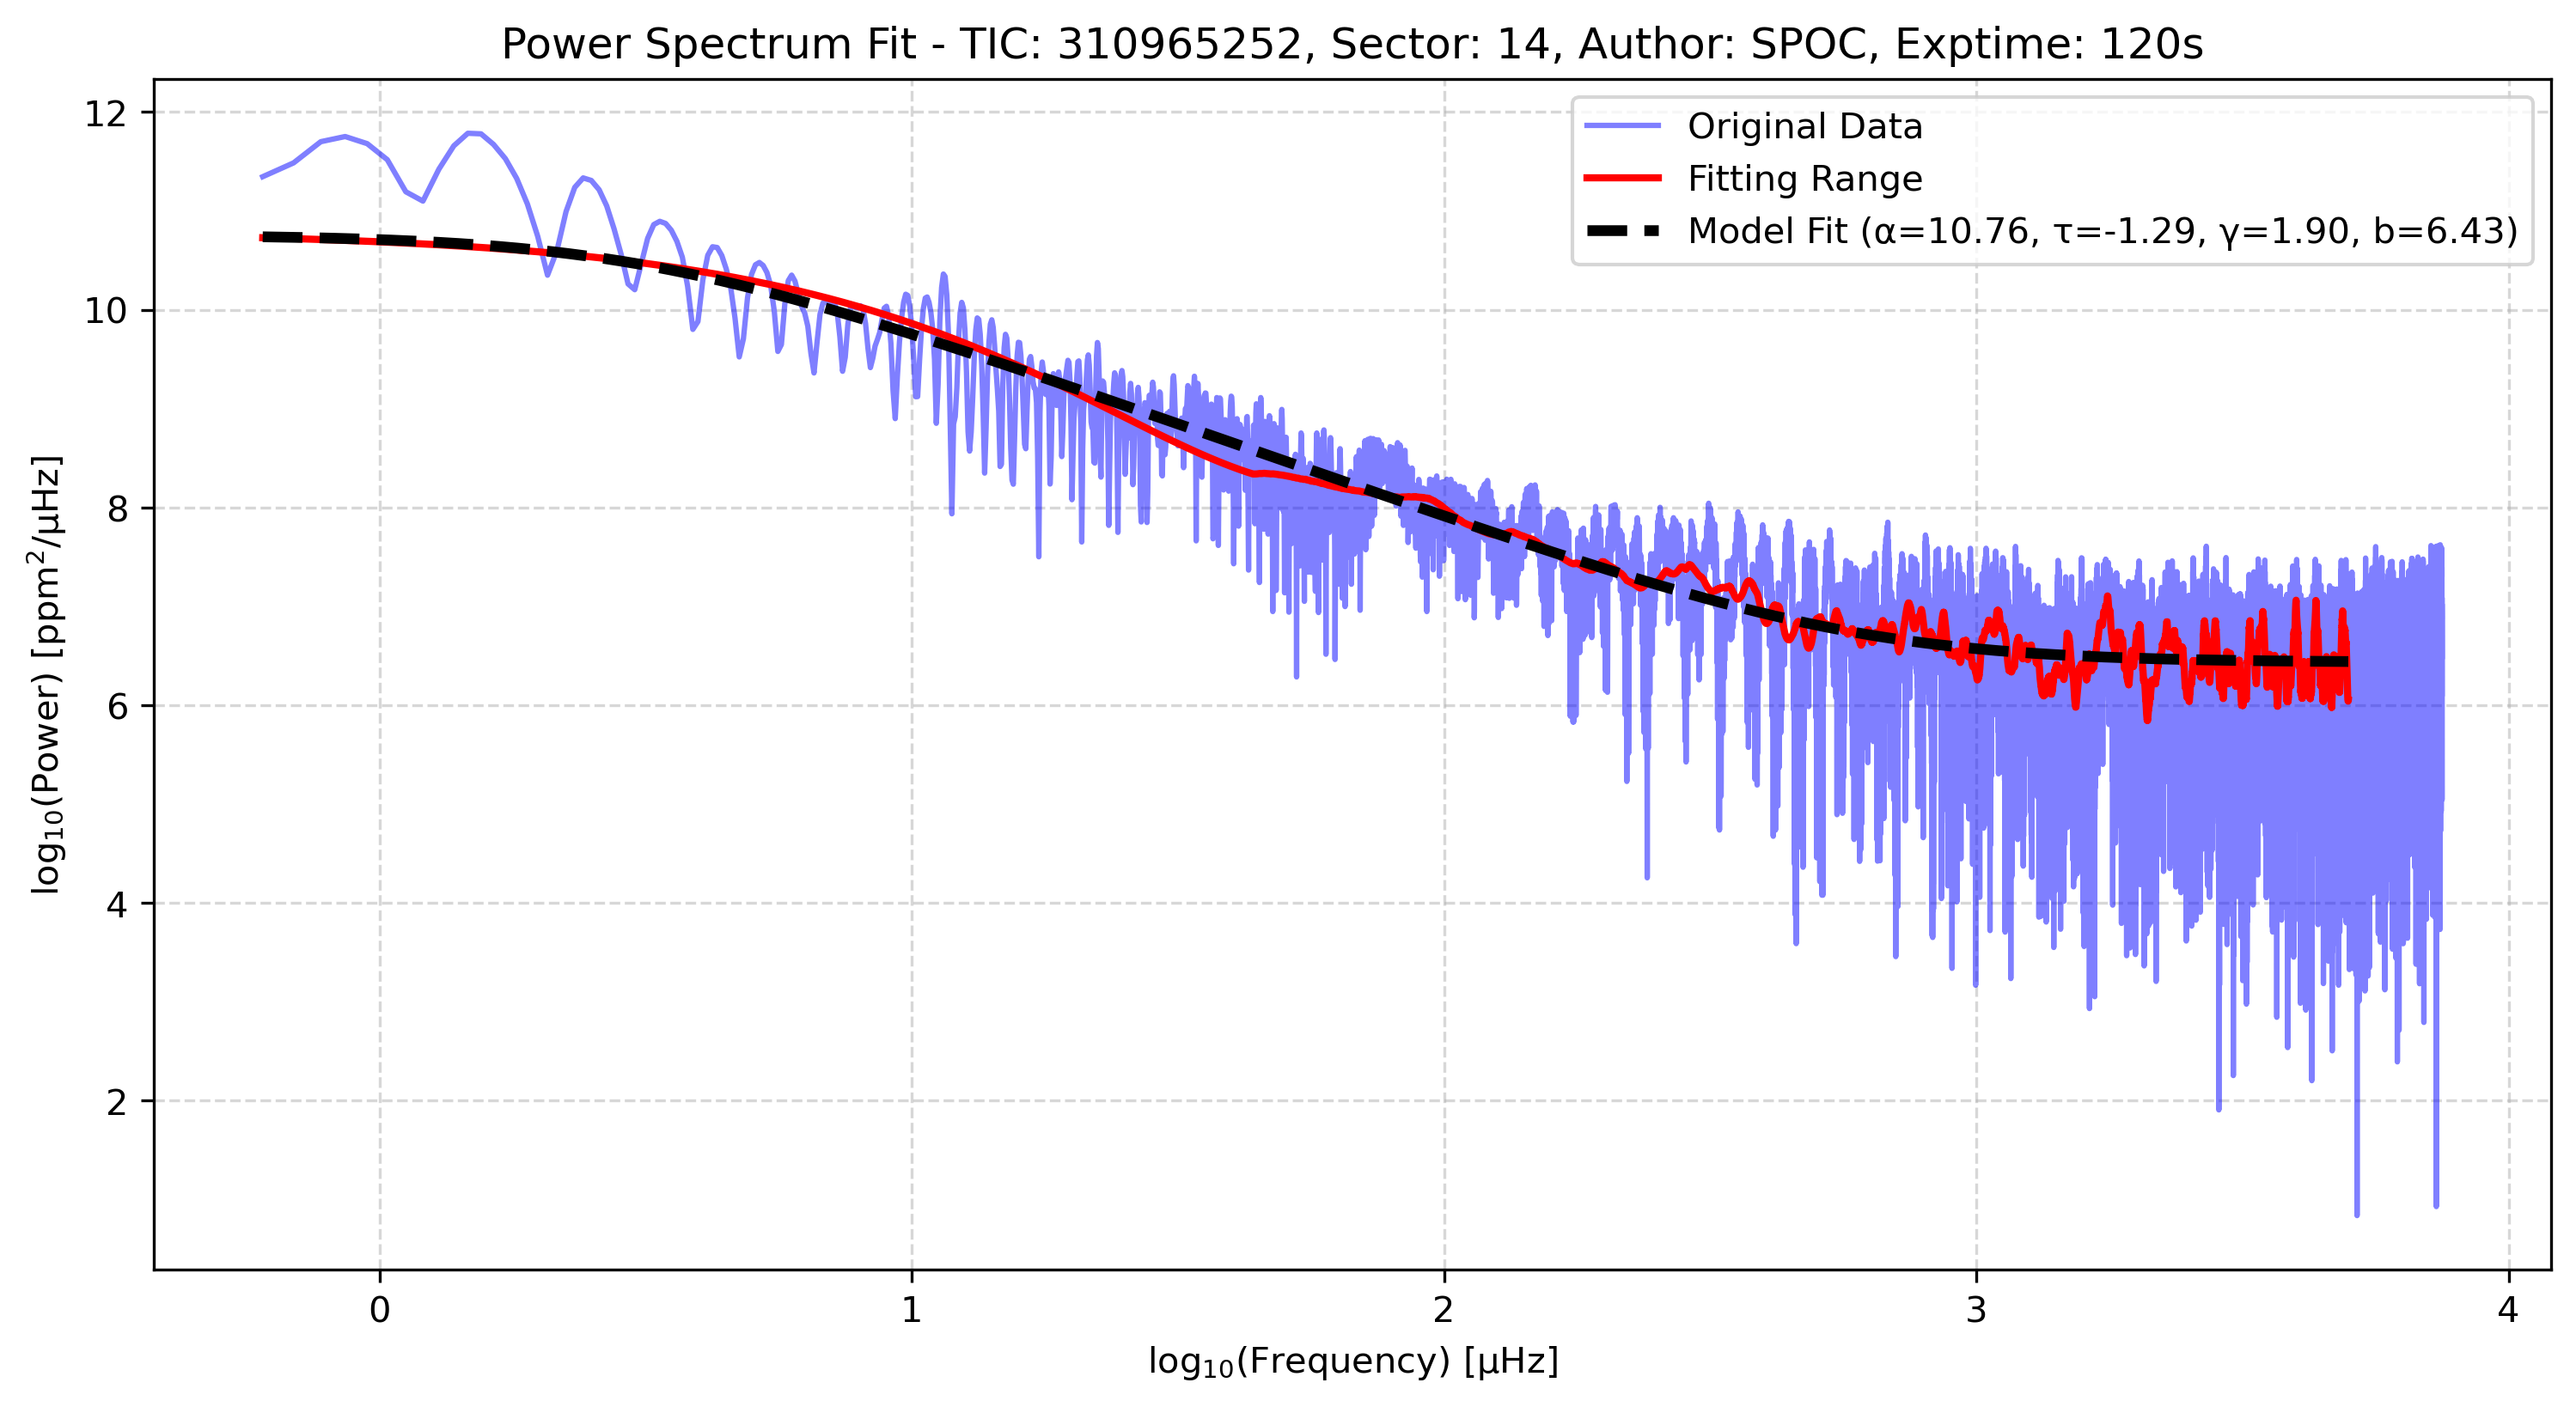 Power Spectrum Fit - TIC: 310965252, Sector: 14, Author: SPOC, Exptime: 120s
Original Data
Fitting Range
Model Fit (α=10.76, τ=-1.29, γ=1.90, b=6.43)
log₁₀(Power) [ppm²/μHz]
12
10
8
6
4
2
0 1 2 3 4
log₁₀(Frequency) [μHz]